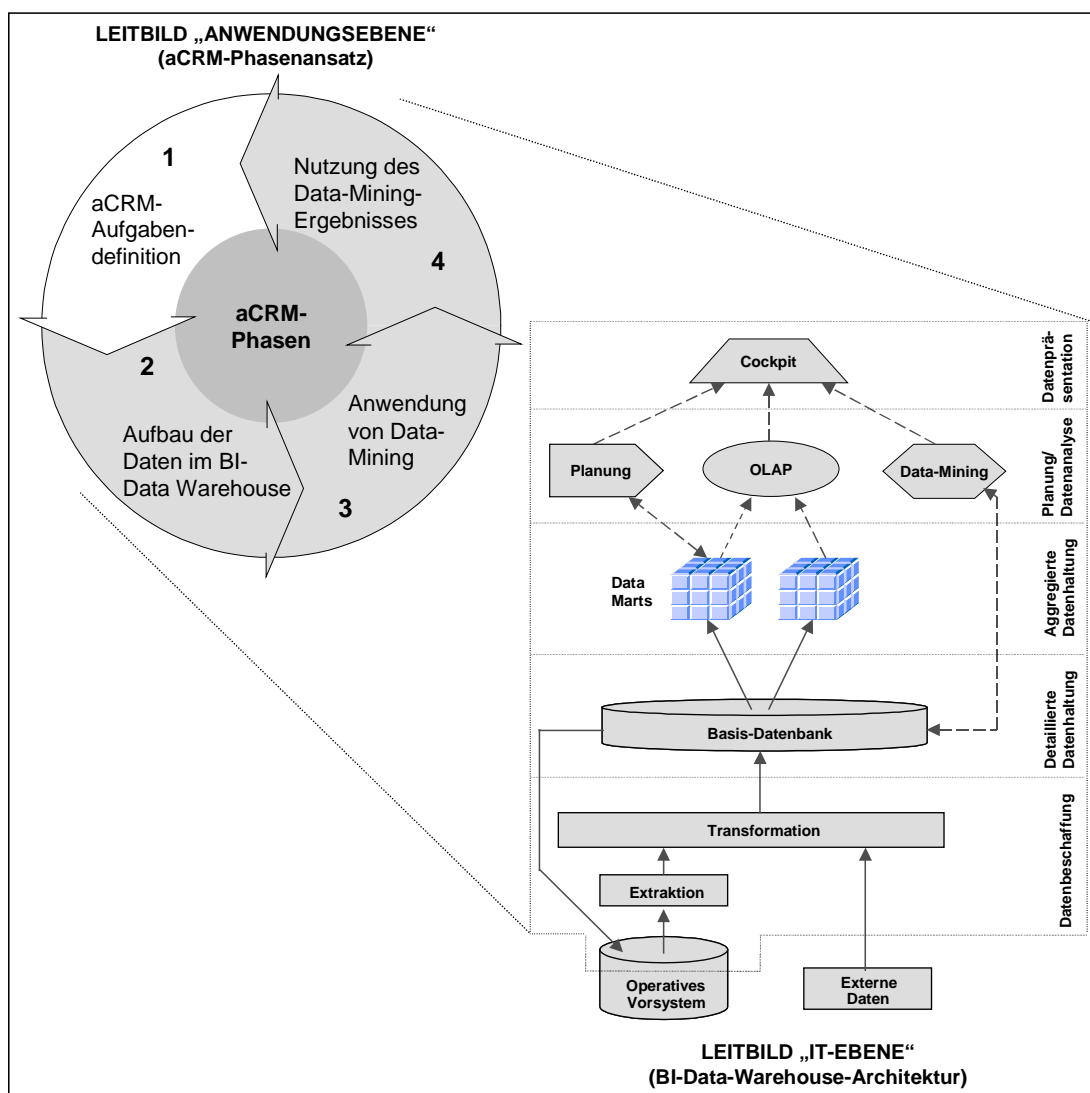 LEITBILD „ANWENDUNGSEBENE“
(aCRM-Phasenansatz)
1
aCRM-
Aufgaben-
definition
Nutzung des
Data-Mining-
Ergebnisses
4
aCRM-
Phasen
2
Aufbau der
Daten im BI-
Data Warehouse
Anwendung
von Data-
Mining
3
Cockpit
Datenprä-
sentation
Planung
OLAP
Data-Mining
Planung/
Datenanalyse
Data
Marts
Aggregierte
Datenhaltung
Basis-Datenbank
Detaillierte
Datenhaltung
Transformation
Extraktion
Datenbeschaffung
Operatives
Vorsystem
Externe
Daten
LEITBILD „IT-EBENE“
(BI-Data-Warehouse-Architektur)